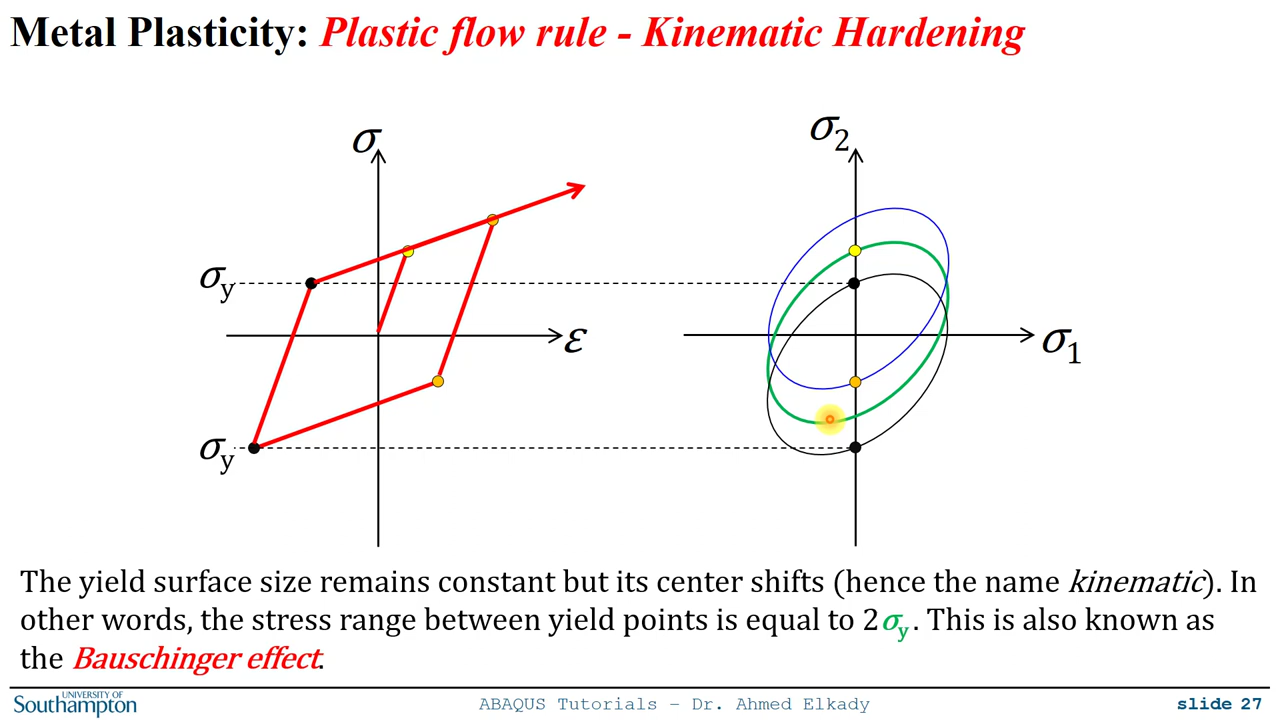 Metal Plasticity: Plastic flow rule - Kinematic Hardening
σ
σ₂
σy
ε
σ₁
σy
The yield surface size remains constant but its center shifts (hence the name kinematic). In
other words, the stress range between yield points is equal to 2σy. This is also known as
the Bauschinger effect.
UNIVERSITY OF
Southampton
ABAQUS Tutorials – Dr. Ahmed Elkady
slide 27